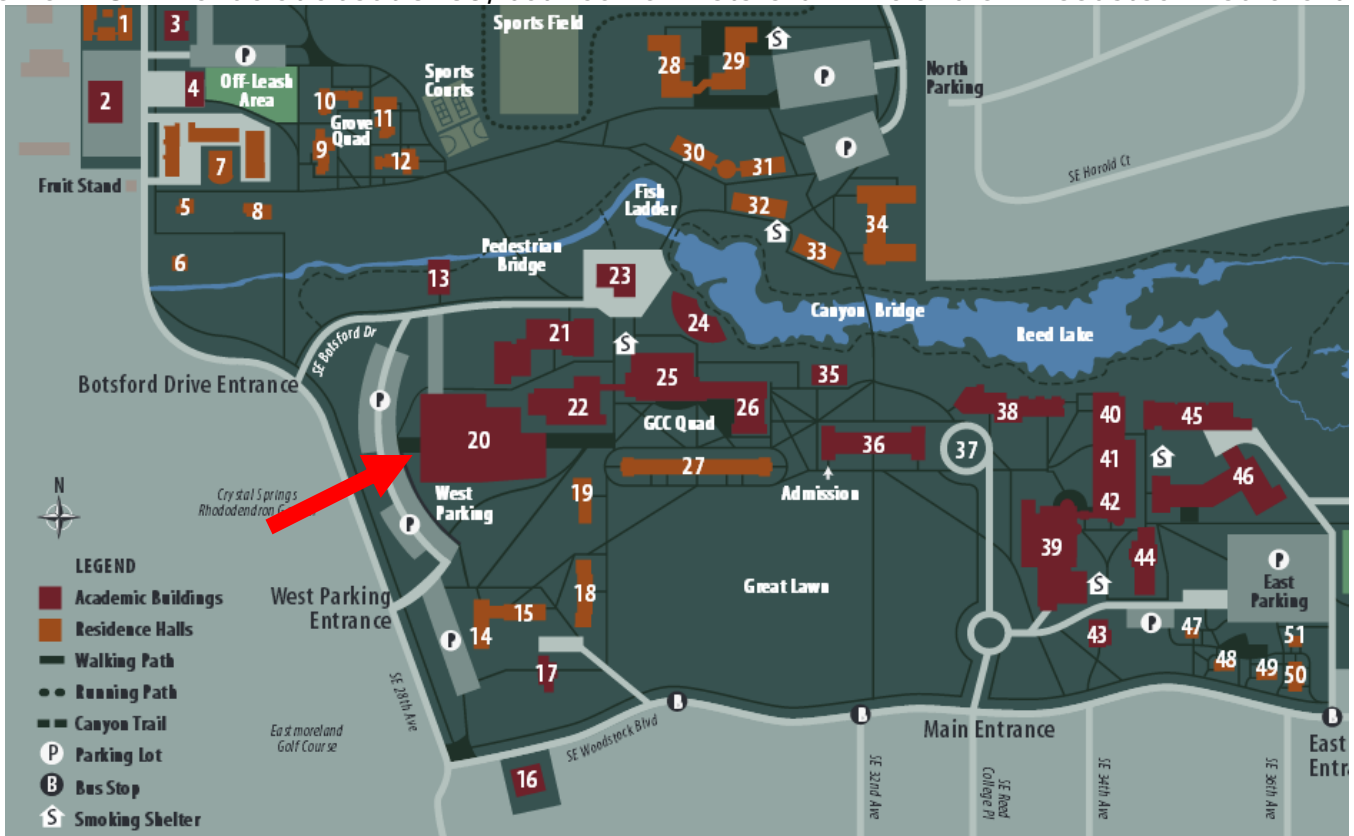 1
3
Sports Field
P
28
29
S
2
4
Off-Leash
Area
Sports
Courts
P
North
Parking
10
11
Grove
Quad
9
12
7
P
30
31
SE Harold Ct
Fruit Stand
5
8
Fish
Ladder
32
34
S
33
6
Pedestrian
Bridge
13
23
Canyon Bridge
Reed Lake
SE Botsford Dr
21
24
S
Botsford Drive Entrance
25
35
P
22
26
38
40
45
GCC Quad
20
36
37
41
S
46
27
Admission
N
Crystal Springs
Rhododendron
West
Parking
19
42
P
39
44
P
East
Parking
LEGEND
Academic Buildings
Residence Halls
Walking Path
Running Path
Canyon Trail
P Parking Lot
B Bus Stop
S Smoking Shelter
West Parking
Entrance
18
Great Lawn
S
15
14
P
43
P
47
51
48
49
50
17
SE 28th Ave
B
B
B
Main Entrance
Eastmoreland
Golf Course
SE Woodstock Blvd
16
SE 32nd Ave
SE Reed
College Pl
SE 34th Ave
SE 36th Ave
East